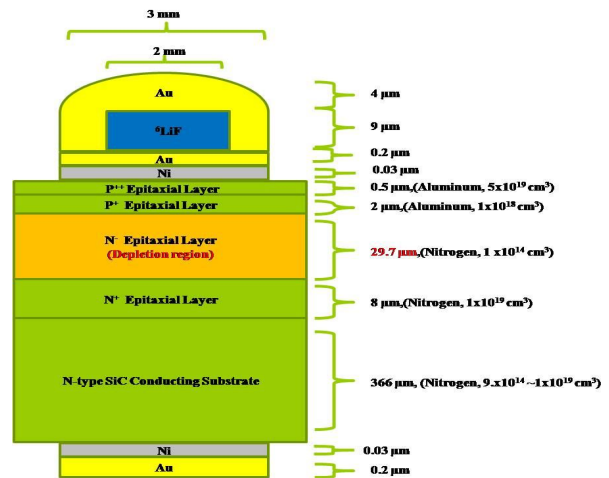 3 mm
2 mm
Au
4 μm
⁶LiF
9 μm
Au
0.2 μm
Ni
0.03 μm
P⁺⁺ Epitaxial Layer
0.5 μm,(Aluminum, 5x10¹⁹ cm³)
P⁺ Epitaxial Layer
2 μm,(Aluminum, 1x10¹⁸ cm³)
N⁻ Epitaxial Layer
(Depletion region)
29.7 μm,(Nitrogen, 1 x10¹⁴ cm³)
N⁺ Epitaxial Layer
8 μm,(Nitrogen, 1x10¹⁹ cm³)
N-type SiC Conducting Substrate
366 μm, (Nitrogen, 9.x10¹⁴ ~1x10¹⁹ cm³)
Ni
0.03 μm
Au
0.2 μm